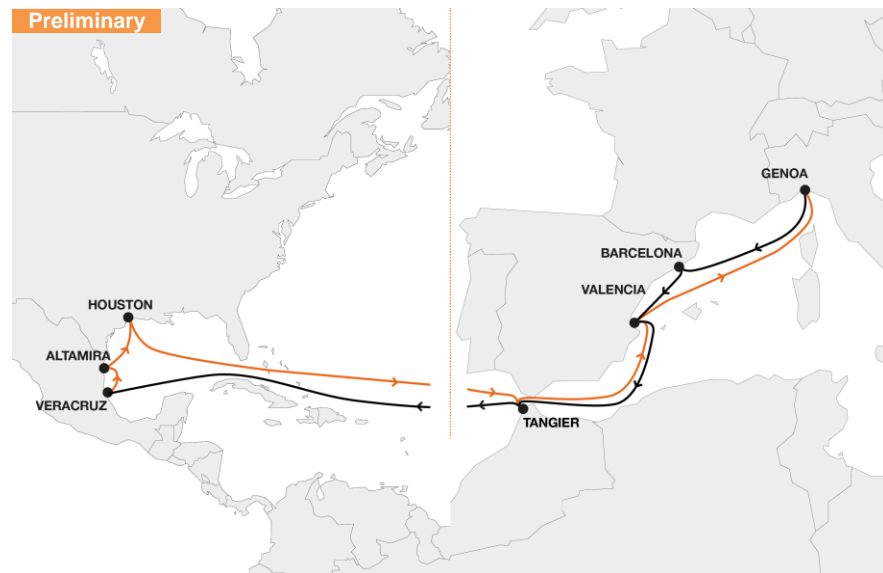 Preliminary
GENOA
BARCELONA
VALENCIA
HOUSTON
ALTAMIRA
VERACRUZ
TANGIER